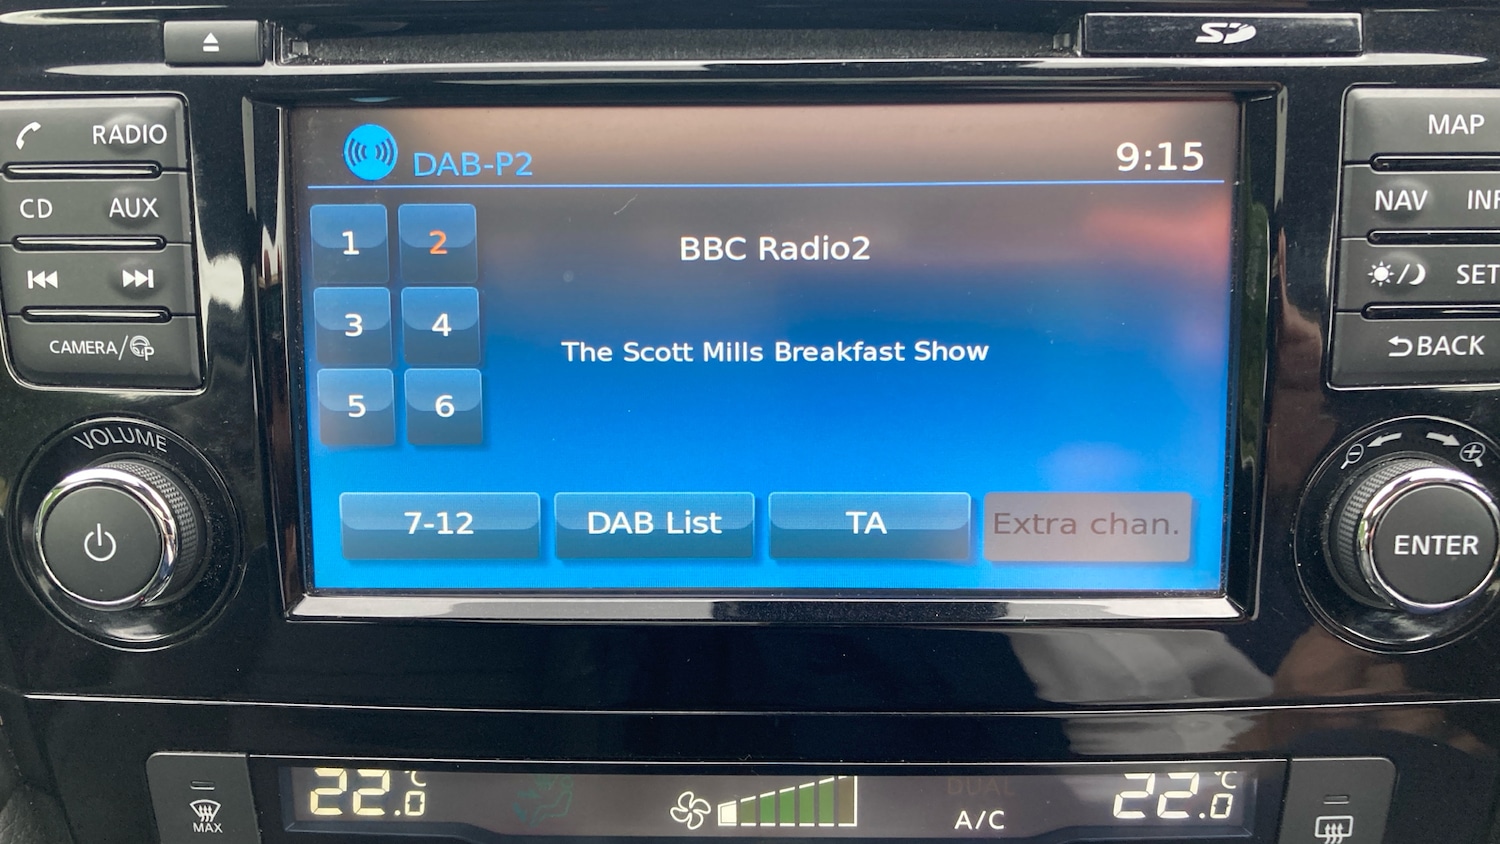 SD
RADIO
CD AUX
CAMERA/
VOLUME
DAB-P2
9:15
1 2
3 4
5 6
BBC Radio2
The Scott Mills Breakfast Show
7-12 DAB List TA Extra chan.
MAP
NAV INF
SET
BACK
ENTER
MAX
22.0 °C
DUAL
A/C
22.0 °C